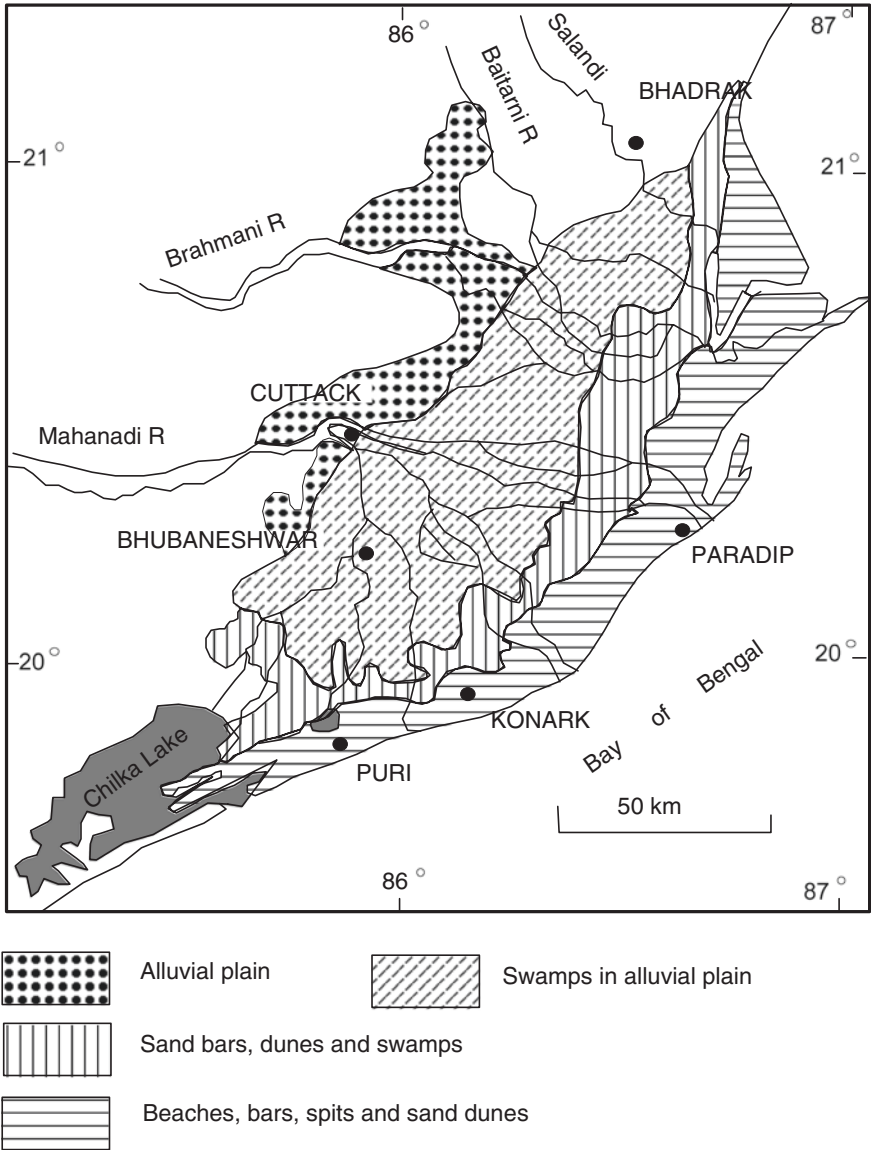 86°
87°
Salandi
Baitarni R
BHADRAK
21°
21°
Brahmani R
CUTTACK
Mahanadi R
BHUBANESHWAR
PARADIP
20°
20°
Bay of Bengal
KONARK
Chilka Lake
PURI
50 km
86°
87°
Alluvial plain
Swamps in alluvial plain
Sand bars, dunes and swamps
Beaches, bars, spits and sand dunes